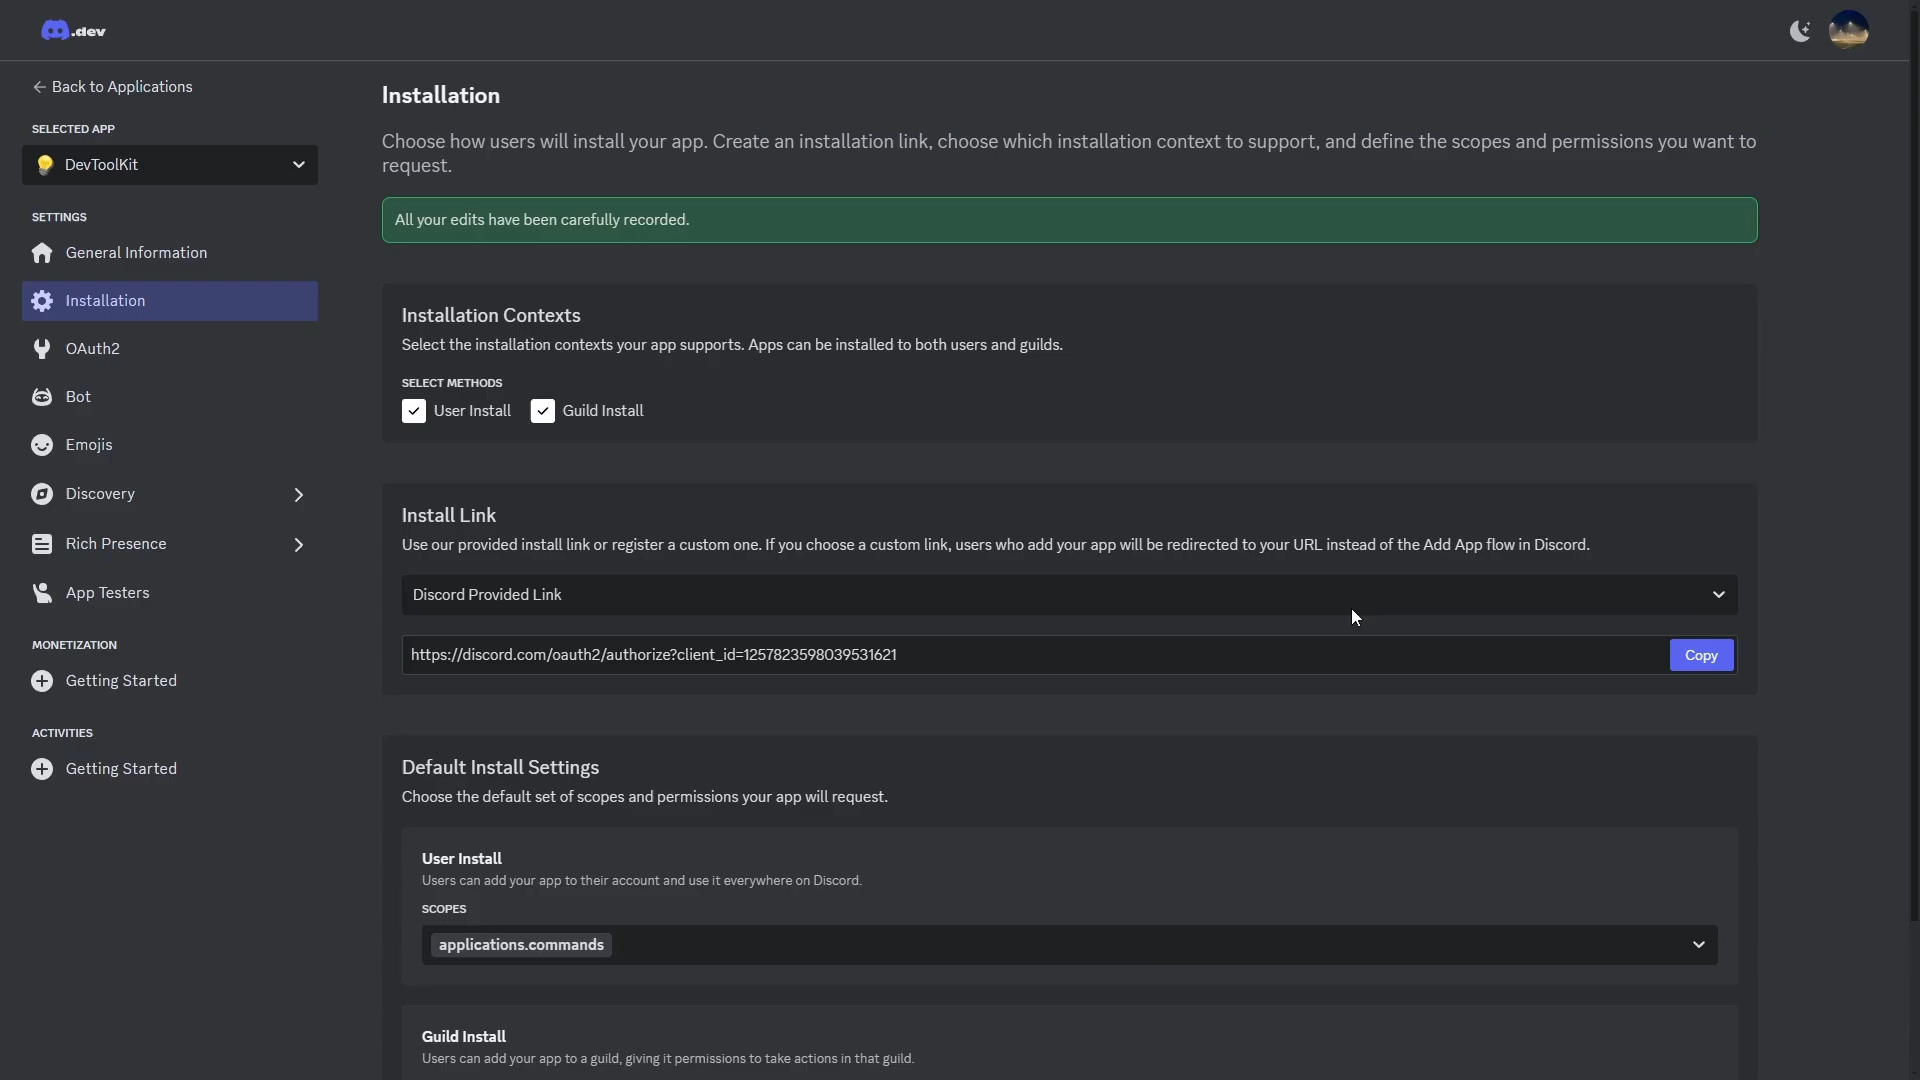 .dev
Back to Applications
SELECTED APP
DevToolKit
SETTINGS
General Information
Installation
OAuth2
Bot
Emojis
Discovery
Rich Presence
App Testers
MONETIZATION
Getting Started
ACTIVITIES
Getting Started
Installation
Choose how users will install your app. Create an installation link, choose which installation context to support, and define the scopes and permissions you want to
request.
All your edits have been carefully recorded.
Installation Contexts
Select the installation contexts your app supports. Apps can be installed to both users and guilds.
SELECT METHODS
User Install Guild Install
Install Link
Use our provided install link or register a custom one. If you choose a custom link, users who add your app will be redirected to your URL instead of the Add App flow in Discord.
Discord Provided Link
https://discord.com/oauth2/authorize?client_id=1257823598039531621 Copy
Default Install Settings
Choose the default set of scopes and permissions your app will request.
User Install
Users can add your app to their account and use it everywhere on Discord.
SCOPES
applications.commands
Guild Install
Users can add your app to a guild, giving it permissions to take actions in that guild.